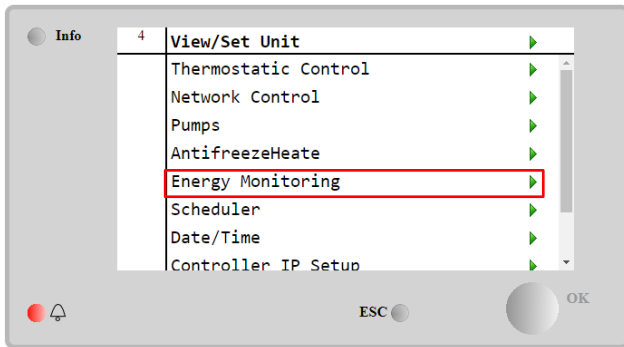 Info
4 View/Set Unit
Thermostatic Control
Network Control
Pumps
AntifreezeHeate
Energy Monitoring
Scheduler
Date/Time
Controller IP Setup
ESC
OK